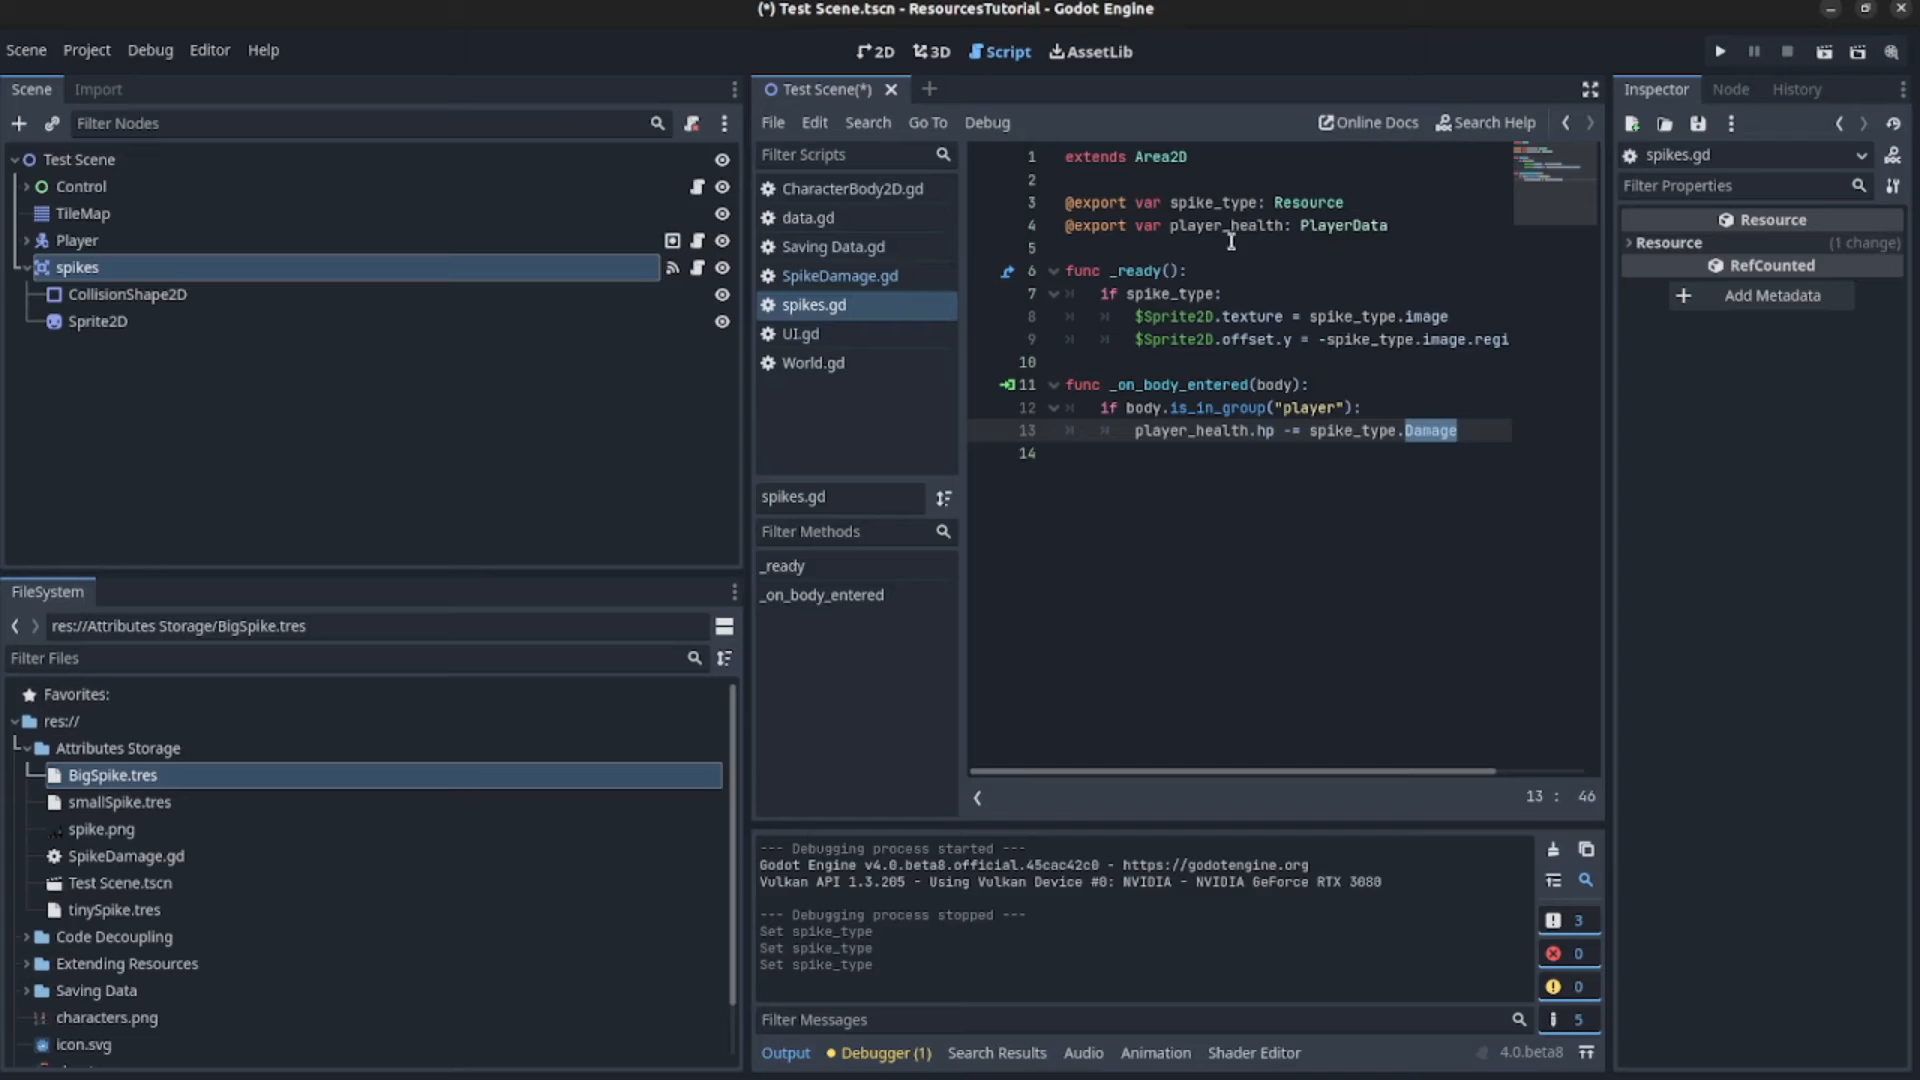 (*) Test Scene.tscn - ResourcesTutorial - Godot Engine
Scene Project Debug Editor Help
2D 3D Script AssetLib
Scene Import
Filter Nodes
Test Scene
Control
TileMap
Player
spikes
CollisionShape2D
Sprite2D
FileSystem
res://Attributes Storage/BigSpike.tres
Filter Files
Favorites:
res://
Attributes Storage
BigSpike.tres
smallSpike.tres
spike.png
SpikeDamage.gd
Test Scene.tscn
tinySpike.tres
Code Decoupling
Extending Resources
Saving Data
characters.png
icon.svg
Test Scene(*)
File Edit Search Go To Debug
Online Docs Search Help
Filter Scripts
CharacterBody2D.gd
data.gd
Saving Data.gd
SpikeDamage.gd
spikes.gd
UI.gd
World.gd
spikes.gd
Filter Methods
_ready
_on_body_entered
1 extends Area2D
2
3 @export var spike_type: Resource
4 @export var player_health: PlayerData
5
6 func _ready():
7 if spike_type:
8 $Sprite2D.texture = spike_type.image
9 $Sprite2D.offset.y = -spike_type.image.regi
10
11 func _on_body_entered(body):
12 if body.is_in_group("player"):
13 player_health.hp -= spike_type.Damage
14
13 : 46
--- Debugging process started ---
Godot Engine v4.0.beta8.official.45cac42c0 - https://godotengine.org
Vulkan API 1.3.205 - Using Vulkan Device #0: NVIDIA - NVIDIA GeForce RTX 3080
--- Debugging process stopped ---
Set spike_type
Set spike_type
Set spike_type
3
0
0
5
Filter Messages
Output Debugger (1) Search Results Audio Animation Shader Editor 4.0.beta8
Inspector Node History
spikes.gd
Filter Properties
Resource
Resource (1 change)
RefCounted
Add Metadata